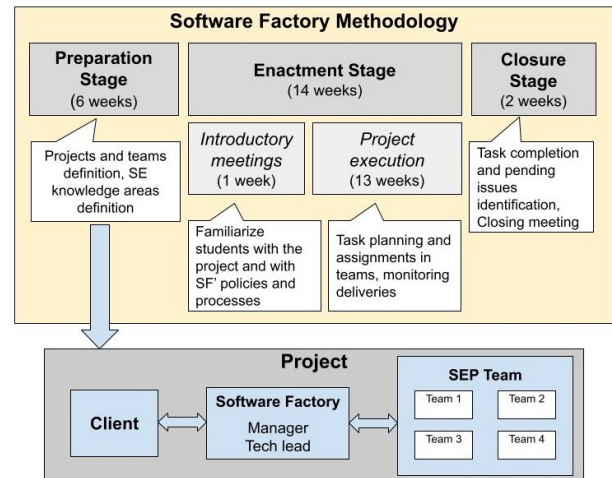 Software Factory Methodology
Preparation
Stage
(6 weeks)
Enactment Stage
(14 weeks)
Closure
Stage
(2 weeks)
Introductory
meetings
(1 week)
Project
execution
(13 weeks)
Projects and teams
definition, SE
knowledge areas
definition
Familiarize
students with the
project and with
SF' policies and
processes
Task planning and
assignments in
teams, monitoring
deliveries
Task completion
and pending
issues
identification,
Closing meeting
Project
Client
Software Factory
Manager
Tech lead
SEP Team
Team 1
Team 2
Team 3
Team 4